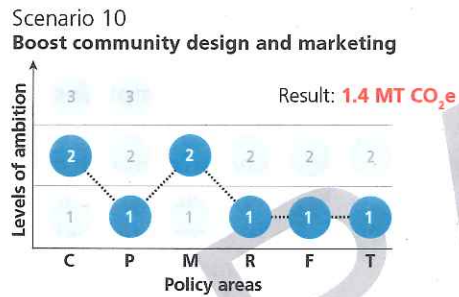 Scenario 10
Boost community design and marketing
Levels of ambition
3 3 Result: 1.4 MT CO₂e
2 2 2 2 2 2
1 1 1 1 1 1
C P M R F T
Policy areas